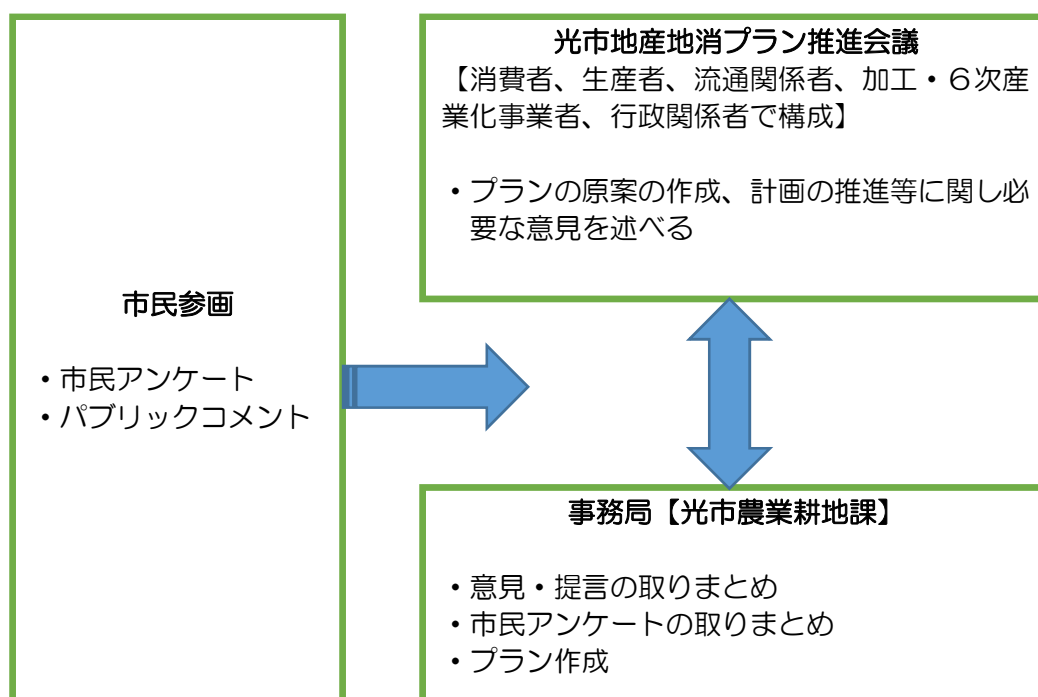 市民参画
・市民アンケート
・パブリックコメント
光市地産地消プラン推進会議
【消費者、生産者、流通関係者、加工・６次産
業化事業者、行政関係者で構成】
・プランの原案の作成、計画の推進等に関し必
要な意見を述べる
事務局【光市農業耕地課】
・意見・提言の取りまとめ
・市民アンケートの取りまとめ
・プラン作成